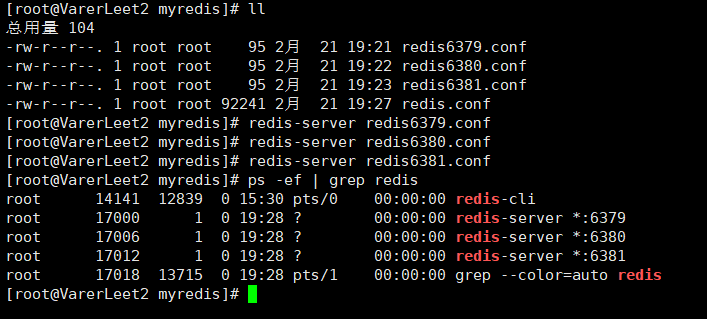 [root@VarerLeet2 myredis]# ll
总用量 104
-rw-r--r--. 1 root root    95 2月  21 19:21 redis6379.conf
-rw-r--r--. 1 root root    95 2月  21 19:22 redis6380.conf
-rw-r--r--. 1 root root    95 2月  21 19:23 redis6381.conf
-rw-r--r--. 1 root root 92241 2月  21 19:27 redis.conf
[root@VarerLeet2 myredis]# redis-server redis6379.conf
[root@VarerLeet2 myredis]# redis-server redis6380.conf
[root@VarerLeet2 myredis]# redis-server redis6381.conf
[root@VarerLeet2 myredis]# ps -ef | grep redis
root      14141  12839  0 15:30 pts/0    00:00:00 redis-cli
root      17000      1  0 19:28 ?        00:00:00 redis-server *:6379
root      17006      1  0 19:28 ?        00:00:00 redis-server *:6380
root      17012      1  0 19:28 ?        00:00:00 redis-server *:6381
root      17018  13715  0 19:28 pts/1    00:00:00 grep --color=auto redis
[root@VarerLeet2 myredis]#